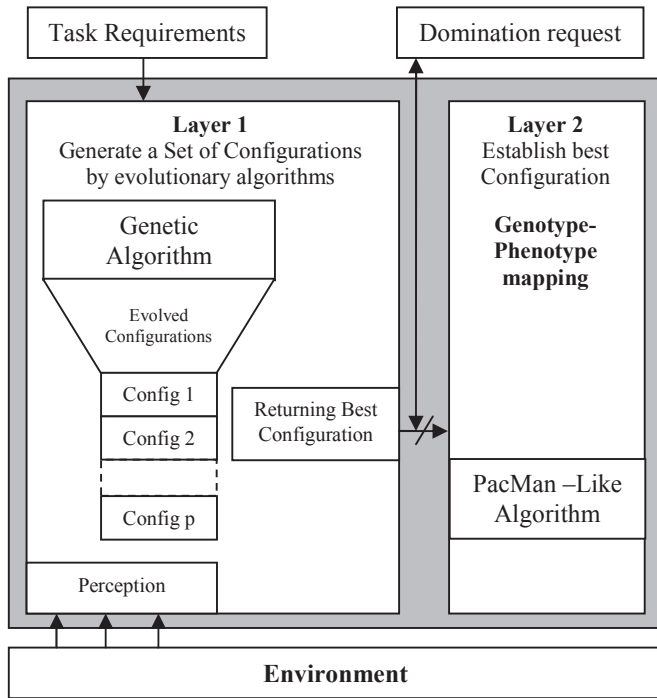 Task Requirements
Domination request
Layer 1
Generate a Set of Configurations
by evolutionary algorithms
Genetic
Algorithm
Evolved
Configurations
Config 1
Config 2
Config p
Returning Best
Configuration
Perception
Layer 2
Establish best
Configuration
Genotype-
Phenotype
mapping
PacMan –Like
Algorithm
Environment